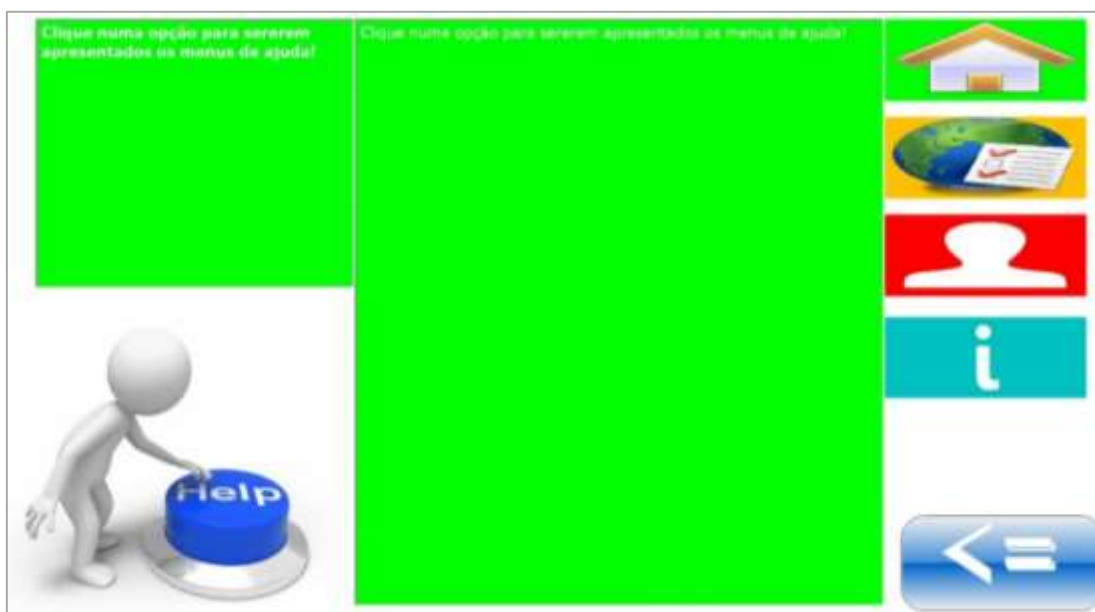 Clique numa opção para sererem
apresentados os menus de ajuda!
Clique numa opção para sererem apresentados os menus de ajuda!
Help
i
<=